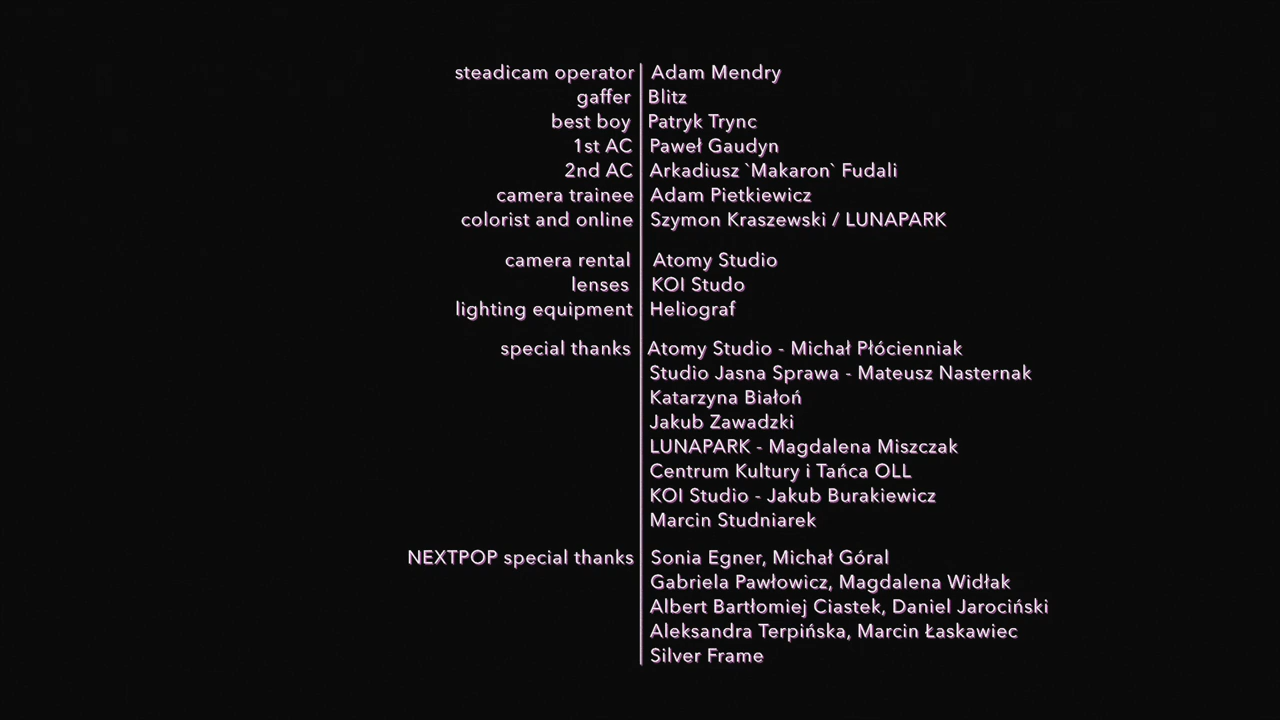 steadicam operator Adam Mendry
gaffer Blitz
best boy Patryk Trync
1st AC Paweł Gaudyn
2nd AC Arkadiusz `Makaron` Fudali
camera trainee Adam Pietkiewicz
colorist and online Szymon Kraszewski / LUNAPARK
camera rental Atomy Studio
lenses KOI Studo
lighting equipment Heliograf
special thanks Atomy Studio - Michał Płócienniak
Studio Jasna Sprawa - Mateusz Nasternak
Katarzyna Białoń
Jakub Zawadzki
LUNAPARK - Magdalena Miszczak
Centrum Kultury i Tańca OLL
KOI Studio - Jakub Burakiewicz
Marcin Studniarek
NEXTPOP special thanks Sonia Egner, Michał Góral
Gabriela Pawłowicz, Magdalena Widłak
Albert Bartłomiej Ciastek, Daniel Jarociński
Aleksandra Terpińska, Marcin Łaskawiec
Silver Frame